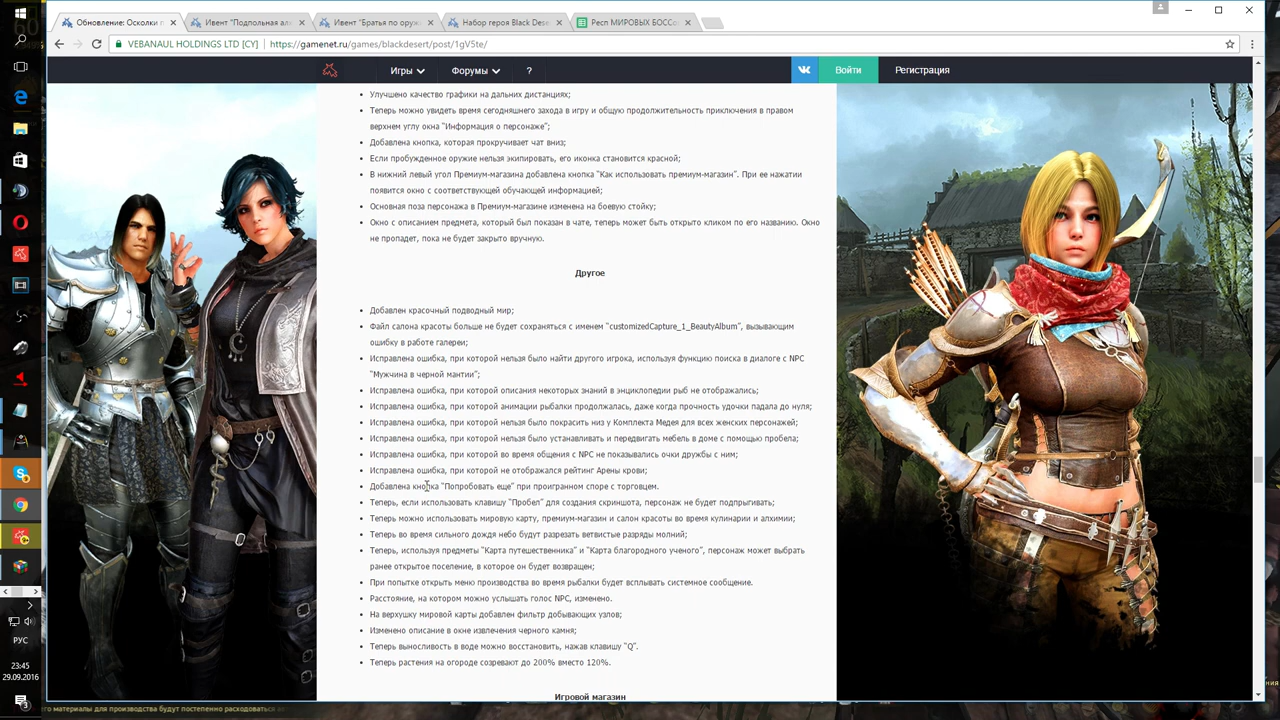 Обновление: Осколки п
Ивент "Подпольная ал
Ивент "Братья по оруж
Набор героя Black Dese
Респ МИРОВЫХ БОССо
VEBANAUL HOLDINGS LTD [CY] https://gamenet.ru/games/blackdesert/post/1gV5te/
Игры Форумы ? Войти Регистрация
Улучшено качество графики на дальних дистанциях;
Теперь можно увидеть время сегодняшнего захода в игру и общую продолжительность приключения в правом
верхнем углу окна "Информация о персонаже";
Добавлена кнопка, которая прокручивает чат вниз;
Если пробужденное оружие нельзя экипировать, его иконка становится красной;
В нижний левый угол Премиум-магазина добавлена кнопка "Как использовать премиум-магазин". При ее нажатии
появится окно с соответствующей обучающей информацией;
Основная поза персонажа в Премиум-магазине изменена на боевую стойку;
Окно с описанием предмета, который был показан в чате, теперь может быть открыто кликом по его названию. Окно
не пропадет, пока не будет закрыто вручную.
Другое
Добавлен красочный подводный мир;
Файл салона красоты больше не будет сохраняться с именем "customizedCapture_1_BeautyAlbum", вызывающим
ошибку в работе галереи;
Исправлена ошибка, при которой нельзя было найти другого игрока, используя функцию поиска в диалоге с NPC
"Мужчина в черной мантии";
Исправлена ошибка, при которой описания некоторых знаний в энциклопедии рыб не отображались;
Исправлена ошибка, при которой анимации рыбалки продолжалась, даже когда прочность удочки падала до нуля;
Исправлена ошибка, при которой нельзя было покрасить низ у Комплекта Медея для всех женских персонажей;
Исправлена ошибка, при которой нельзя было устанавливать и передвигать мебель в доме с помощью пробела;
Исправлена ошибка, при которой во время общения с NPC не показывались очки дружбы с ним;
Исправлена ошибка, при которой не отображался рейтинг Арены крови;
Добавлена кнопка "Попробовать еще" при проигранном споре с торговцем.
Теперь, если использовать клавишу "Пробел" для создания скриншота, персонаж не будет подпрыгивать;
Теперь можно использовать мировую карту, премиум-магазин и салон красоты во время кулинарии и алхимии;
Теперь во время сильного дождя небо будут разрезать ветвистые разряды молний;
Теперь, используя предметы "Карта путешественника" и "Карта благородного ученого", персонаж может выбрать
ранее открытое поселение, в которое он будет возвращен;
При попытке открыть меню производства во время рыбалки будет всплывать системное сообщение.
Расстояние, на котором можно услышать голос NPC, изменено.
На верхушку мировой карты добавлен фильтр добывающих узлов;
Изменено описание в окне извлечения черного камня;
Теперь выносливость в воде можно восстановить, нажав клавишу "Q".
Теперь растения на огороде созревают до 200% вместо 120%.
Игровой магазин
РУС
23:45
29.09.2016
го материалы для производства будут постепенно расходоваться